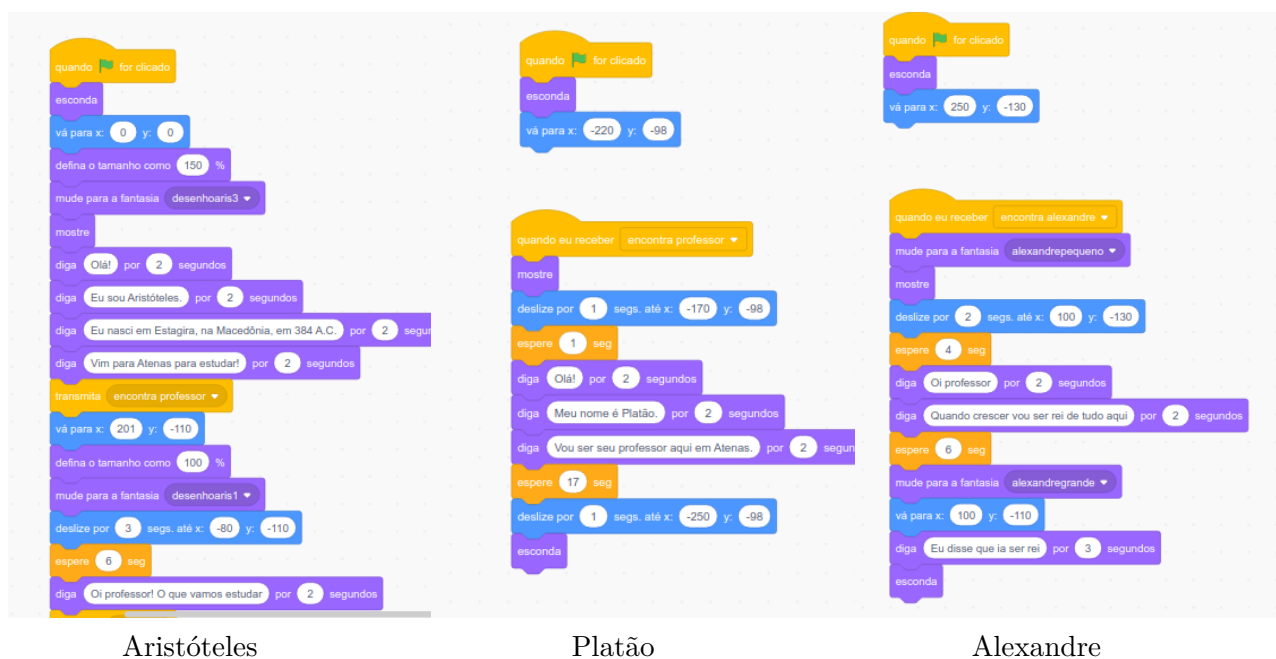 quando for clicado
esconda
vá para x: 0 y: 0
defina o tamanho como 150 %
mude para a fantasia desenhoaris3
mostre
diga Olá! por 2 segundos
diga Eu sou Aristóteles. por 2 segundos
diga Eu nasci em Estagira, na Macedônia, em 384 A.C. por 2 segun
diga Vim para Atenas para estudar! por 2 segundos
transmita encontra professor
vá para x: 201 y: -110
defina o tamanho como 100 %
mude para a fantasia desenhoaris1
deslize por 3 segs. até x: -80 y: -110
espere 6 seg
diga Oi professor! O que vamos estudar por 2 segundos
Aristóteles
quando for clicado
esconda
vá para x: -220 y: -98
quando eu receber encontra professor
mostre
deslize por 1 segs. até x: -170 y: -98
espere 1 seg
diga Olá! por 2 segundos
diga Meu nome é Platão. por 2 segundos
diga Vou ser seu professor aqui em Atenas. por 2 segun
espere 17 seg
deslize por 1 segs. até x: -250 y: -98
esconda
Platão
quando for clicado
esconda
vá para x: 250 y: -130
quando eu receber encontra alexandre
mude para a fantasia alexandrepequeno
mostre
deslize por 2 segs. até x: 100 y: -130
espere 4 seg
diga Oi professor por 2 segundos
diga Quando crescer vou ser rei de tudo aqui por 2 segundos
espere 6 seg
mude para a fantasia alexandregrande
vá para x: 100 y: -110
diga Eu disse que ia ser rei por 3 segundos
esconda
Alexandre